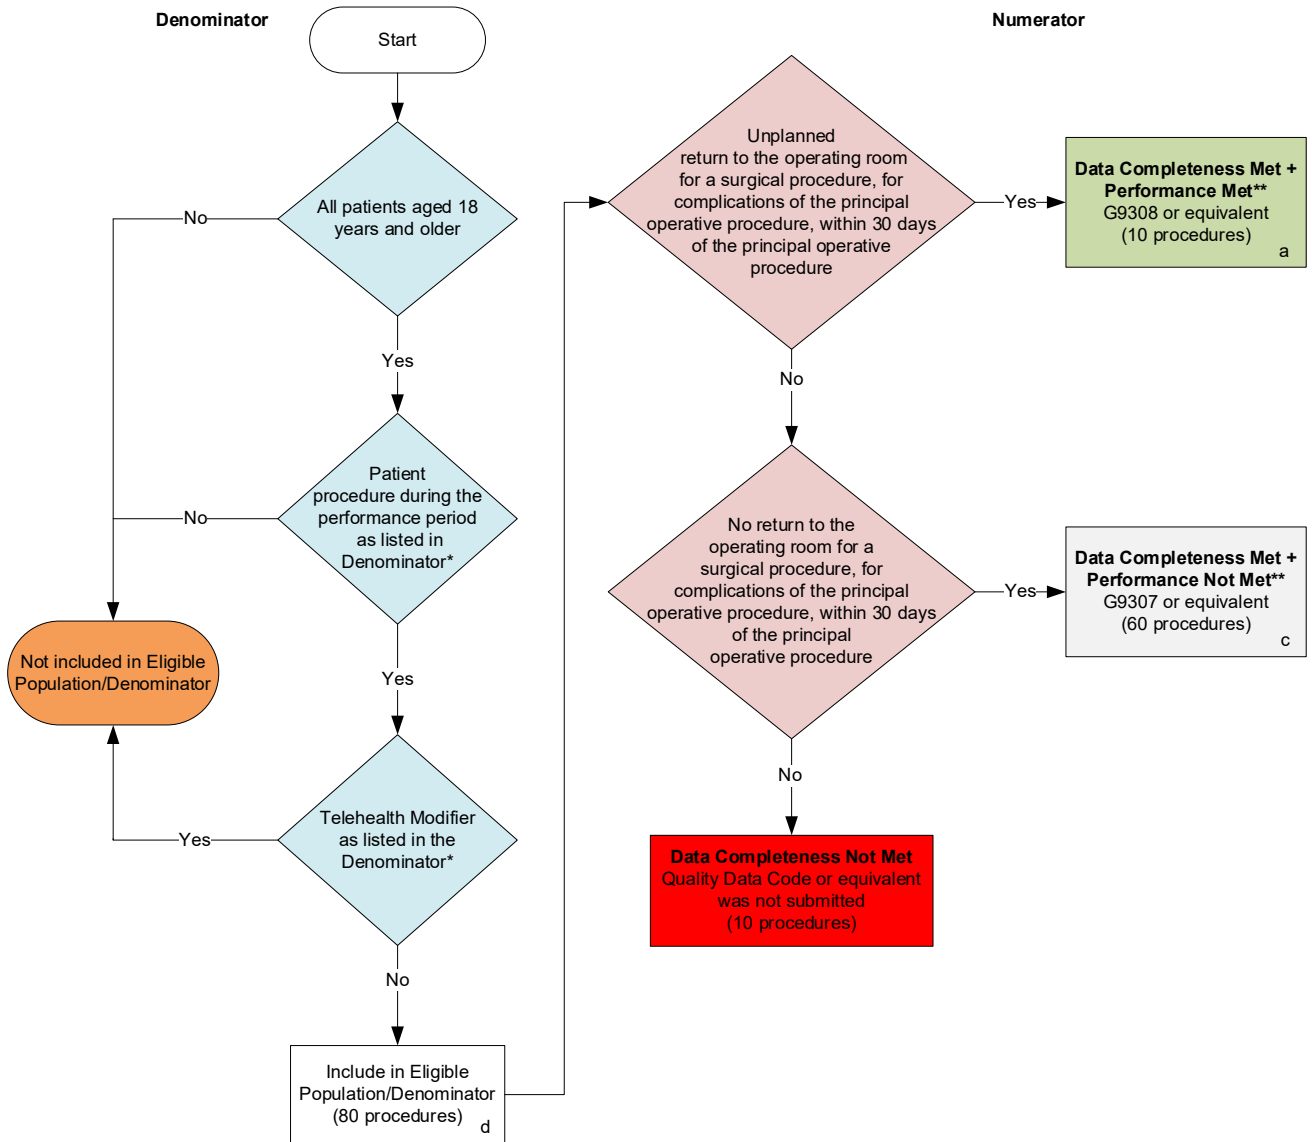 Denominator
Numerator
Start
All patients aged 18
years and older
No
Yes
Patient
procedure during the
performance period
as listed in
Denominator*
No
Yes
Not included in Eligible
Population/Denominator
Telehealth Modifier
as listed in the
Denominator*
Yes
No
Include in Eligible
Population/Denominator
(80 procedures)
d
Unplanned
return to the operating room
for a surgical procedure, for
complications of the principal
operative procedure, within 30 days
of the principal operative
procedure
Yes
Data Completeness Met +
Performance Met**
G9308 or equivalent
(10 procedures)
a
No
No return to the
operating room for a
surgical procedure, for
complications of the principal
operative procedure, within 30 days
of the principal
operative procedure
Yes
Data Completeness Met +
Performance Not Met**
G9307 or equivalent
(60 procedures)
c
No
Data Completeness Not Met
Quality Data Code or equivalent
was not submitted
(10 procedures)